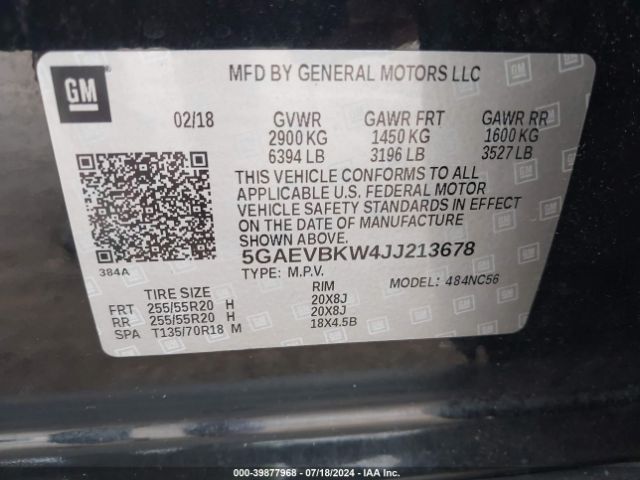 GM
MFD BY GENERAL MOTORS LLC
02/18 GVWR GAWR FRT GAWR RR
2900 KG 1450 KG 1600 KG
6394 LB 3196 LB 3527 LB
THIS VEHICLE CONFORMS TO ALL
APPLICABLE U.S. FEDERAL MOTOR
VEHICLE SAFETY STANDARDS IN EFFECT
ON THE DATE OF MANUFACTURE
SHOWN ABOVE.
384A 5GAEVBKW4JJ213678
TYPE: M.P.V. MODEL: 484NC56
TIRE SIZE RIM
FRT 255/55R20 H 20X8J
RR 255/55R20 H 20X8J
SPA T135/70R18 M 18X4.5B
DETAILS ON STOCK: 39877968 | 07/18/2024 | IAA Inc.